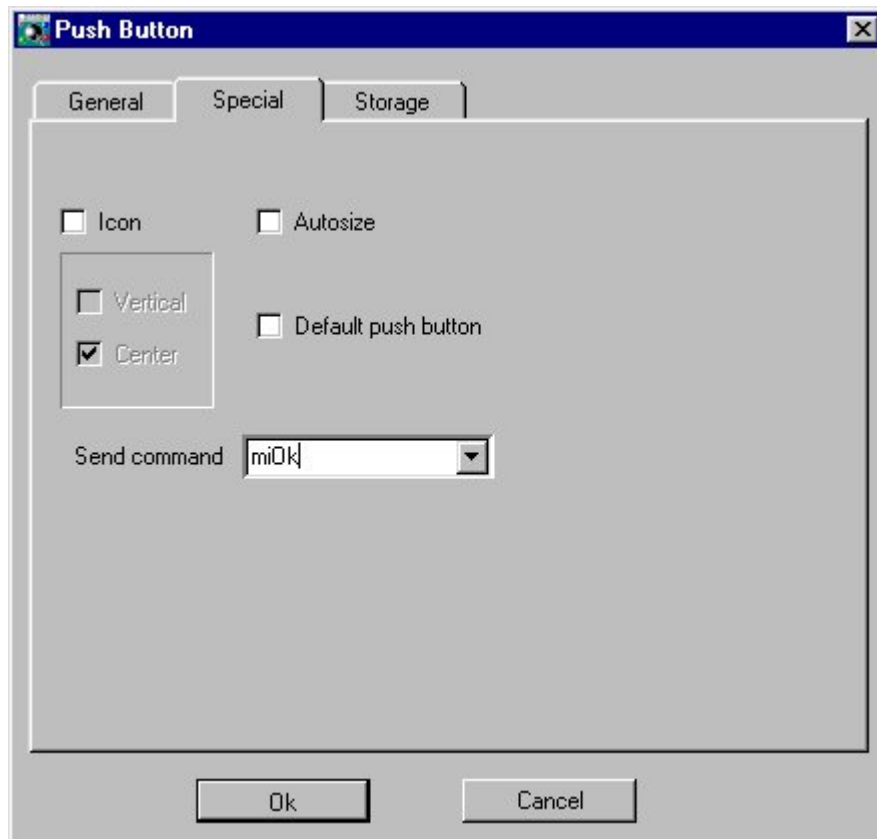 Push Button
General Special Storage
Icon Autosize
Vertical
Default push button
Center
Send command miOk
Ok Cancel